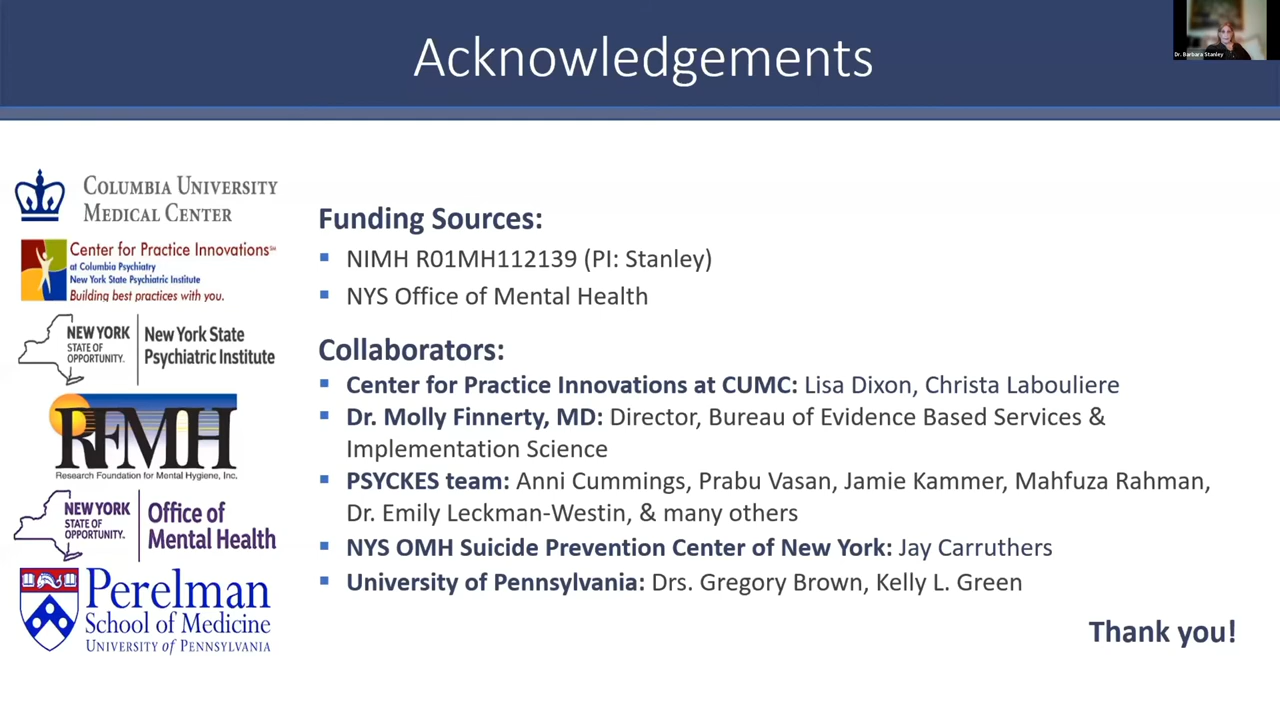 Acknowledgements
Dr. Barbara Stanley
COLUMBIA UNIVERSITY
MEDICAL CENTER
Center for Practice Innovations℠
at Columbia Psychiatry
New York State Psychiatric Institute
Building best practices with you.
NEW YORK
STATE OF
OPPORTUNITY.
New York State
Psychiatric Institute
RFMH
Research Foundation for Mental Hygiene, Inc.
NEW YORK
STATE OF
OPPORTUNITY.
Office of
Mental Health
Perelman
School of Medicine
UNIVERSITY of PENNSYLVANIA
Funding Sources:
▪ NIMH R01MH112139 (PI: Stanley)
▪ NYS Office of Mental Health
Collaborators:
▪ Center for Practice Innovations at CUMC: Lisa Dixon, Christa Labouliere
▪ Dr. Molly Finnerty, MD: Director, Bureau of Evidence Based Services &
Implementation Science
▪ PSYCKES team: Anni Cummings, Prabu Vasan, Jamie Kammer, Mahfuza Rahman,
Dr. Emily Leckman-Westin, & many others
▪ NYS OMH Suicide Prevention Center of New York: Jay Carruthers
▪ University of Pennsylvania: Drs. Gregory Brown, Kelly L. Green
Thank you!